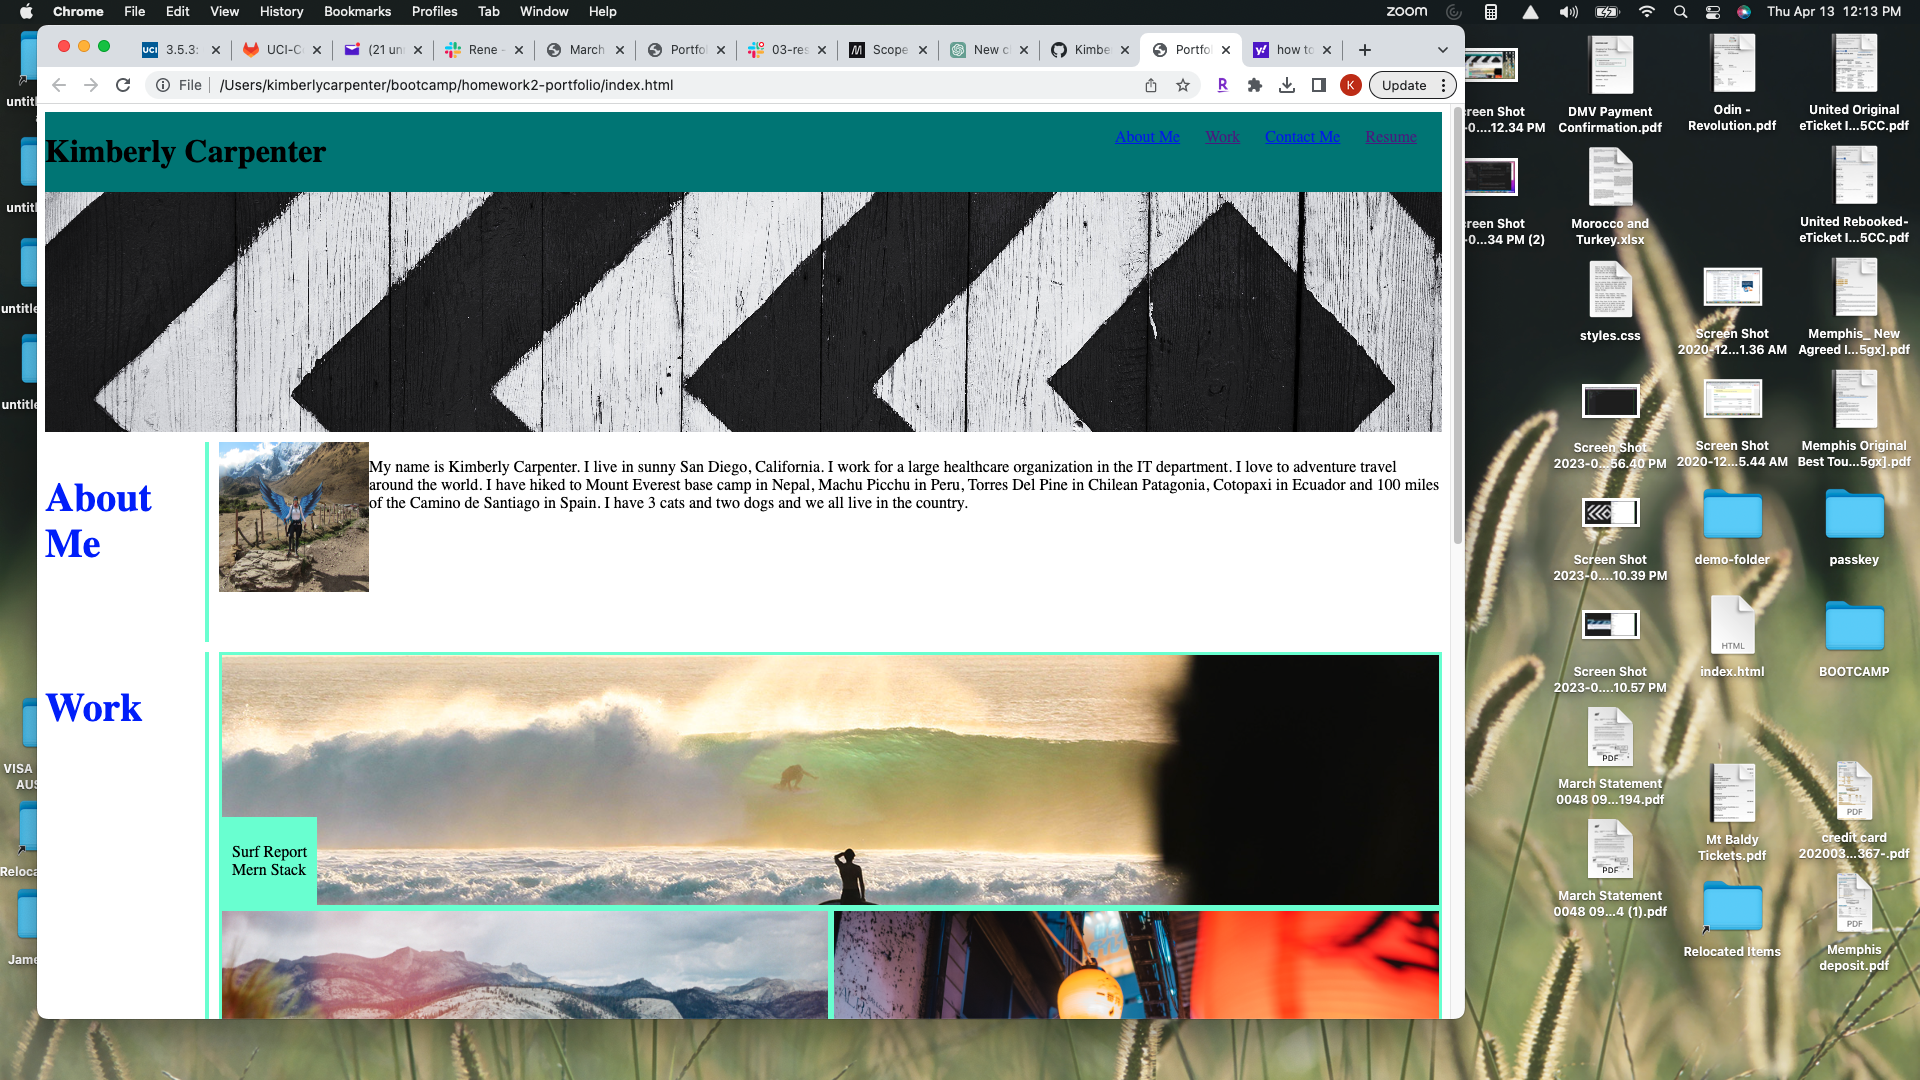 Chrome File Edit View History Bookmarks Profiles Tab Window Help zoom Thu Apr 13 12:13 PM
UCI 3.5.3: UCI-C (21 un Rene - March Portfol 03-res Scope New c Kimbe Portfol how to
File /Users/kimberlycarpenter/bootcamp/homework2-portfolio/index.html R K Update
Kimberly Carpenter
About Me Work Contact Me Resume
About
Me
My name is Kimberly Carpenter. I live in sunny San Diego, California. I work for a large healthcare organization in the IT department. I love to adventure travel
around the world. I have hiked to Mount Everest base camp in Nepal, Machu Picchu in Peru, Torres Del Pine in Chilean Patagonia, Cotopaxi in Ecuador and 100 miles
of the Camino de Santiago in Spain. I have 3 cats and two dogs and we all live in the country.
Work
Surf Report
Mern Stack
untitl
untitl
untitle
untitle
VISA
AUS
Reloca
Jame
creen Shot
-0....12.34 PM
creen Shot
-0...34 PM (2)
DMV Payment
Confirmation.pdf
Morocco and
Turkey.xlsx
styles.css
Screen Shot
2023-0...56.40 PM
Screen Shot
2023-0....10.39 PM
Screen Shot
2023-0....10.57 PM
PDF
March Statement
0048 09...194.pdf
PDF
March Statement
0048 09...4 (1).pdf
Odin -
Revolution.pdf
Screen Shot
2020-12...1.36 AM
Screen Shot
2020-12...5.44 AM
demo-folder
HTML
index.html
Mt Baldy
Tickets.pdf
Relocated Items
United Original
eTicket I...5CC.pdf
United Rebooked-
eTicket I...5CC.pdf
Memphis_ New
Agreed I...5gx].pdf
Memphis Original
Best Tou...5gx].pdf
passkey
BOOTCAMP
PDF
credit card
202003...367-.pdf
PDF
Memphis
deposit.pdf